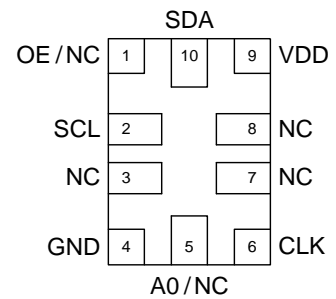 SDA
OE/NC 1 10 9 VDD
SCL 2 8 NC
NC 3 7 NC
GND 4 5 6 CLK
A0/NC